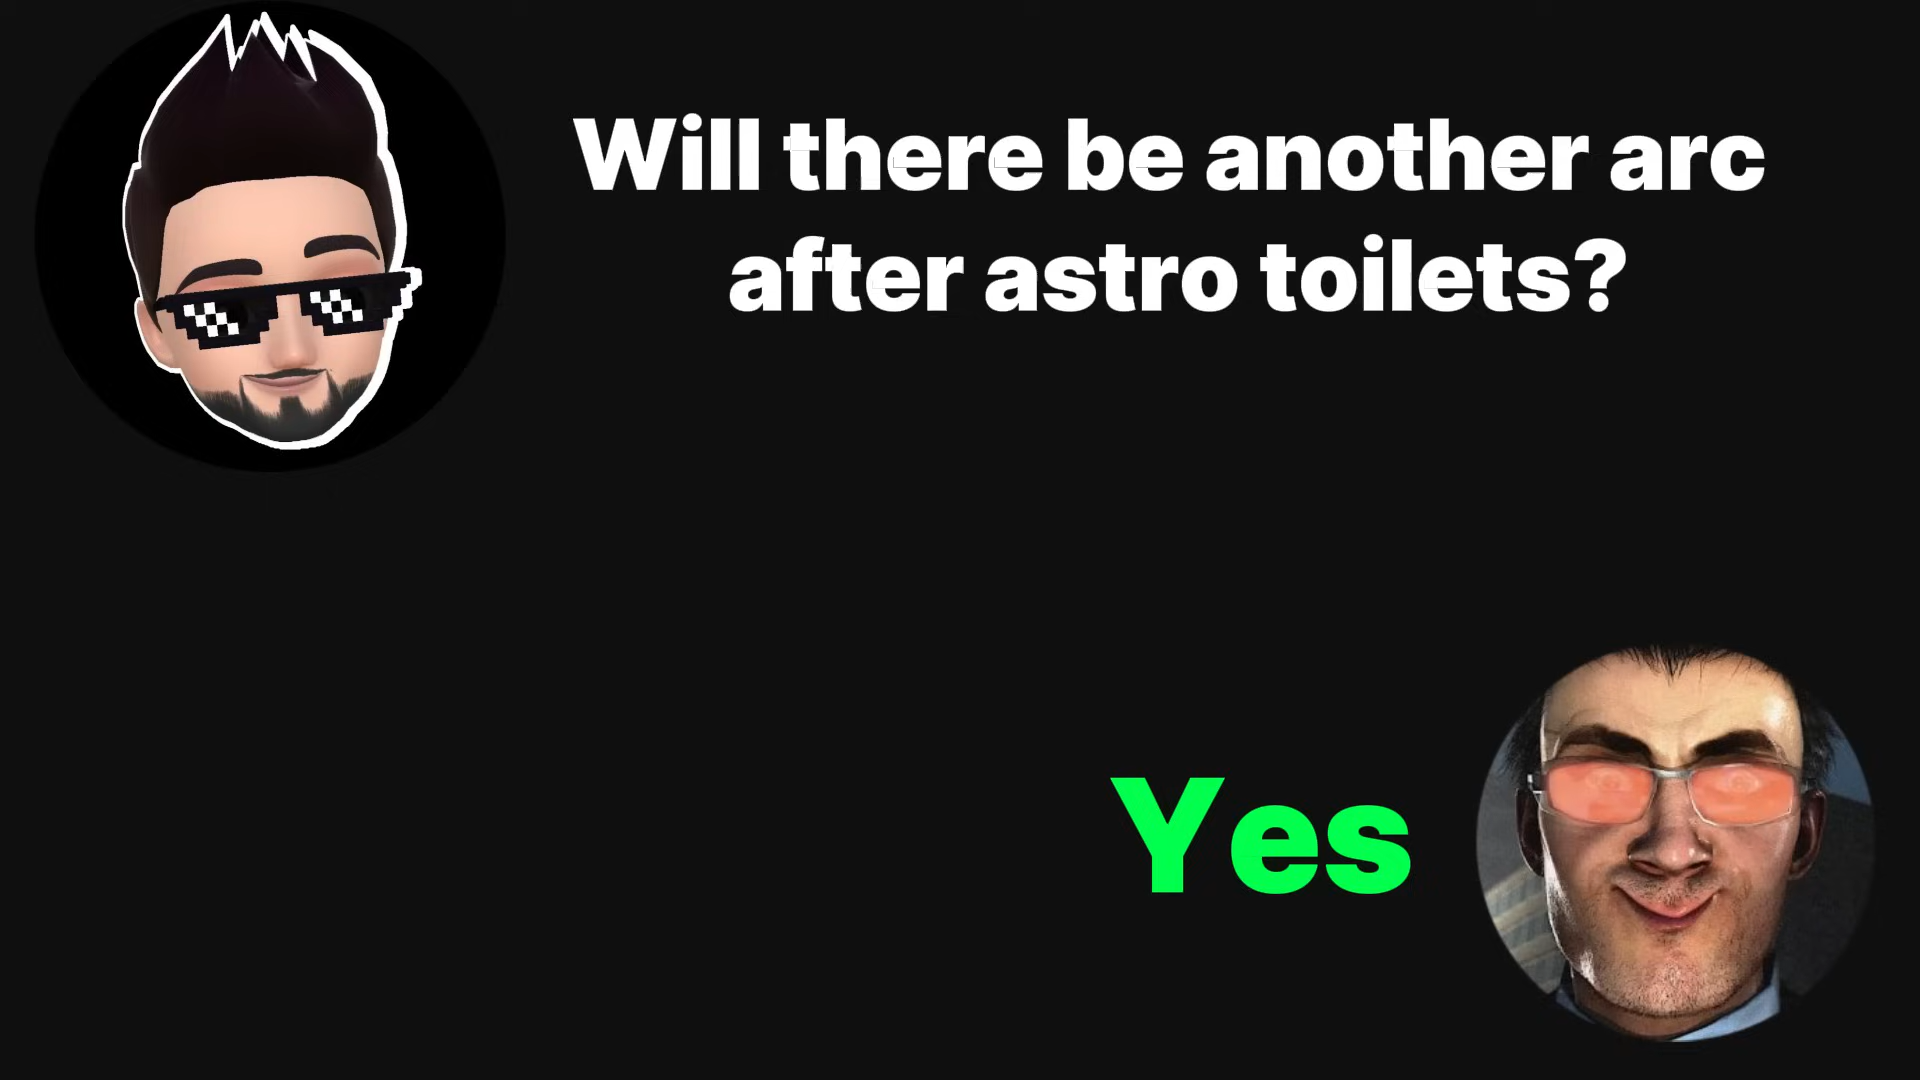 Will there be another arc
after astro toilets?
Yes